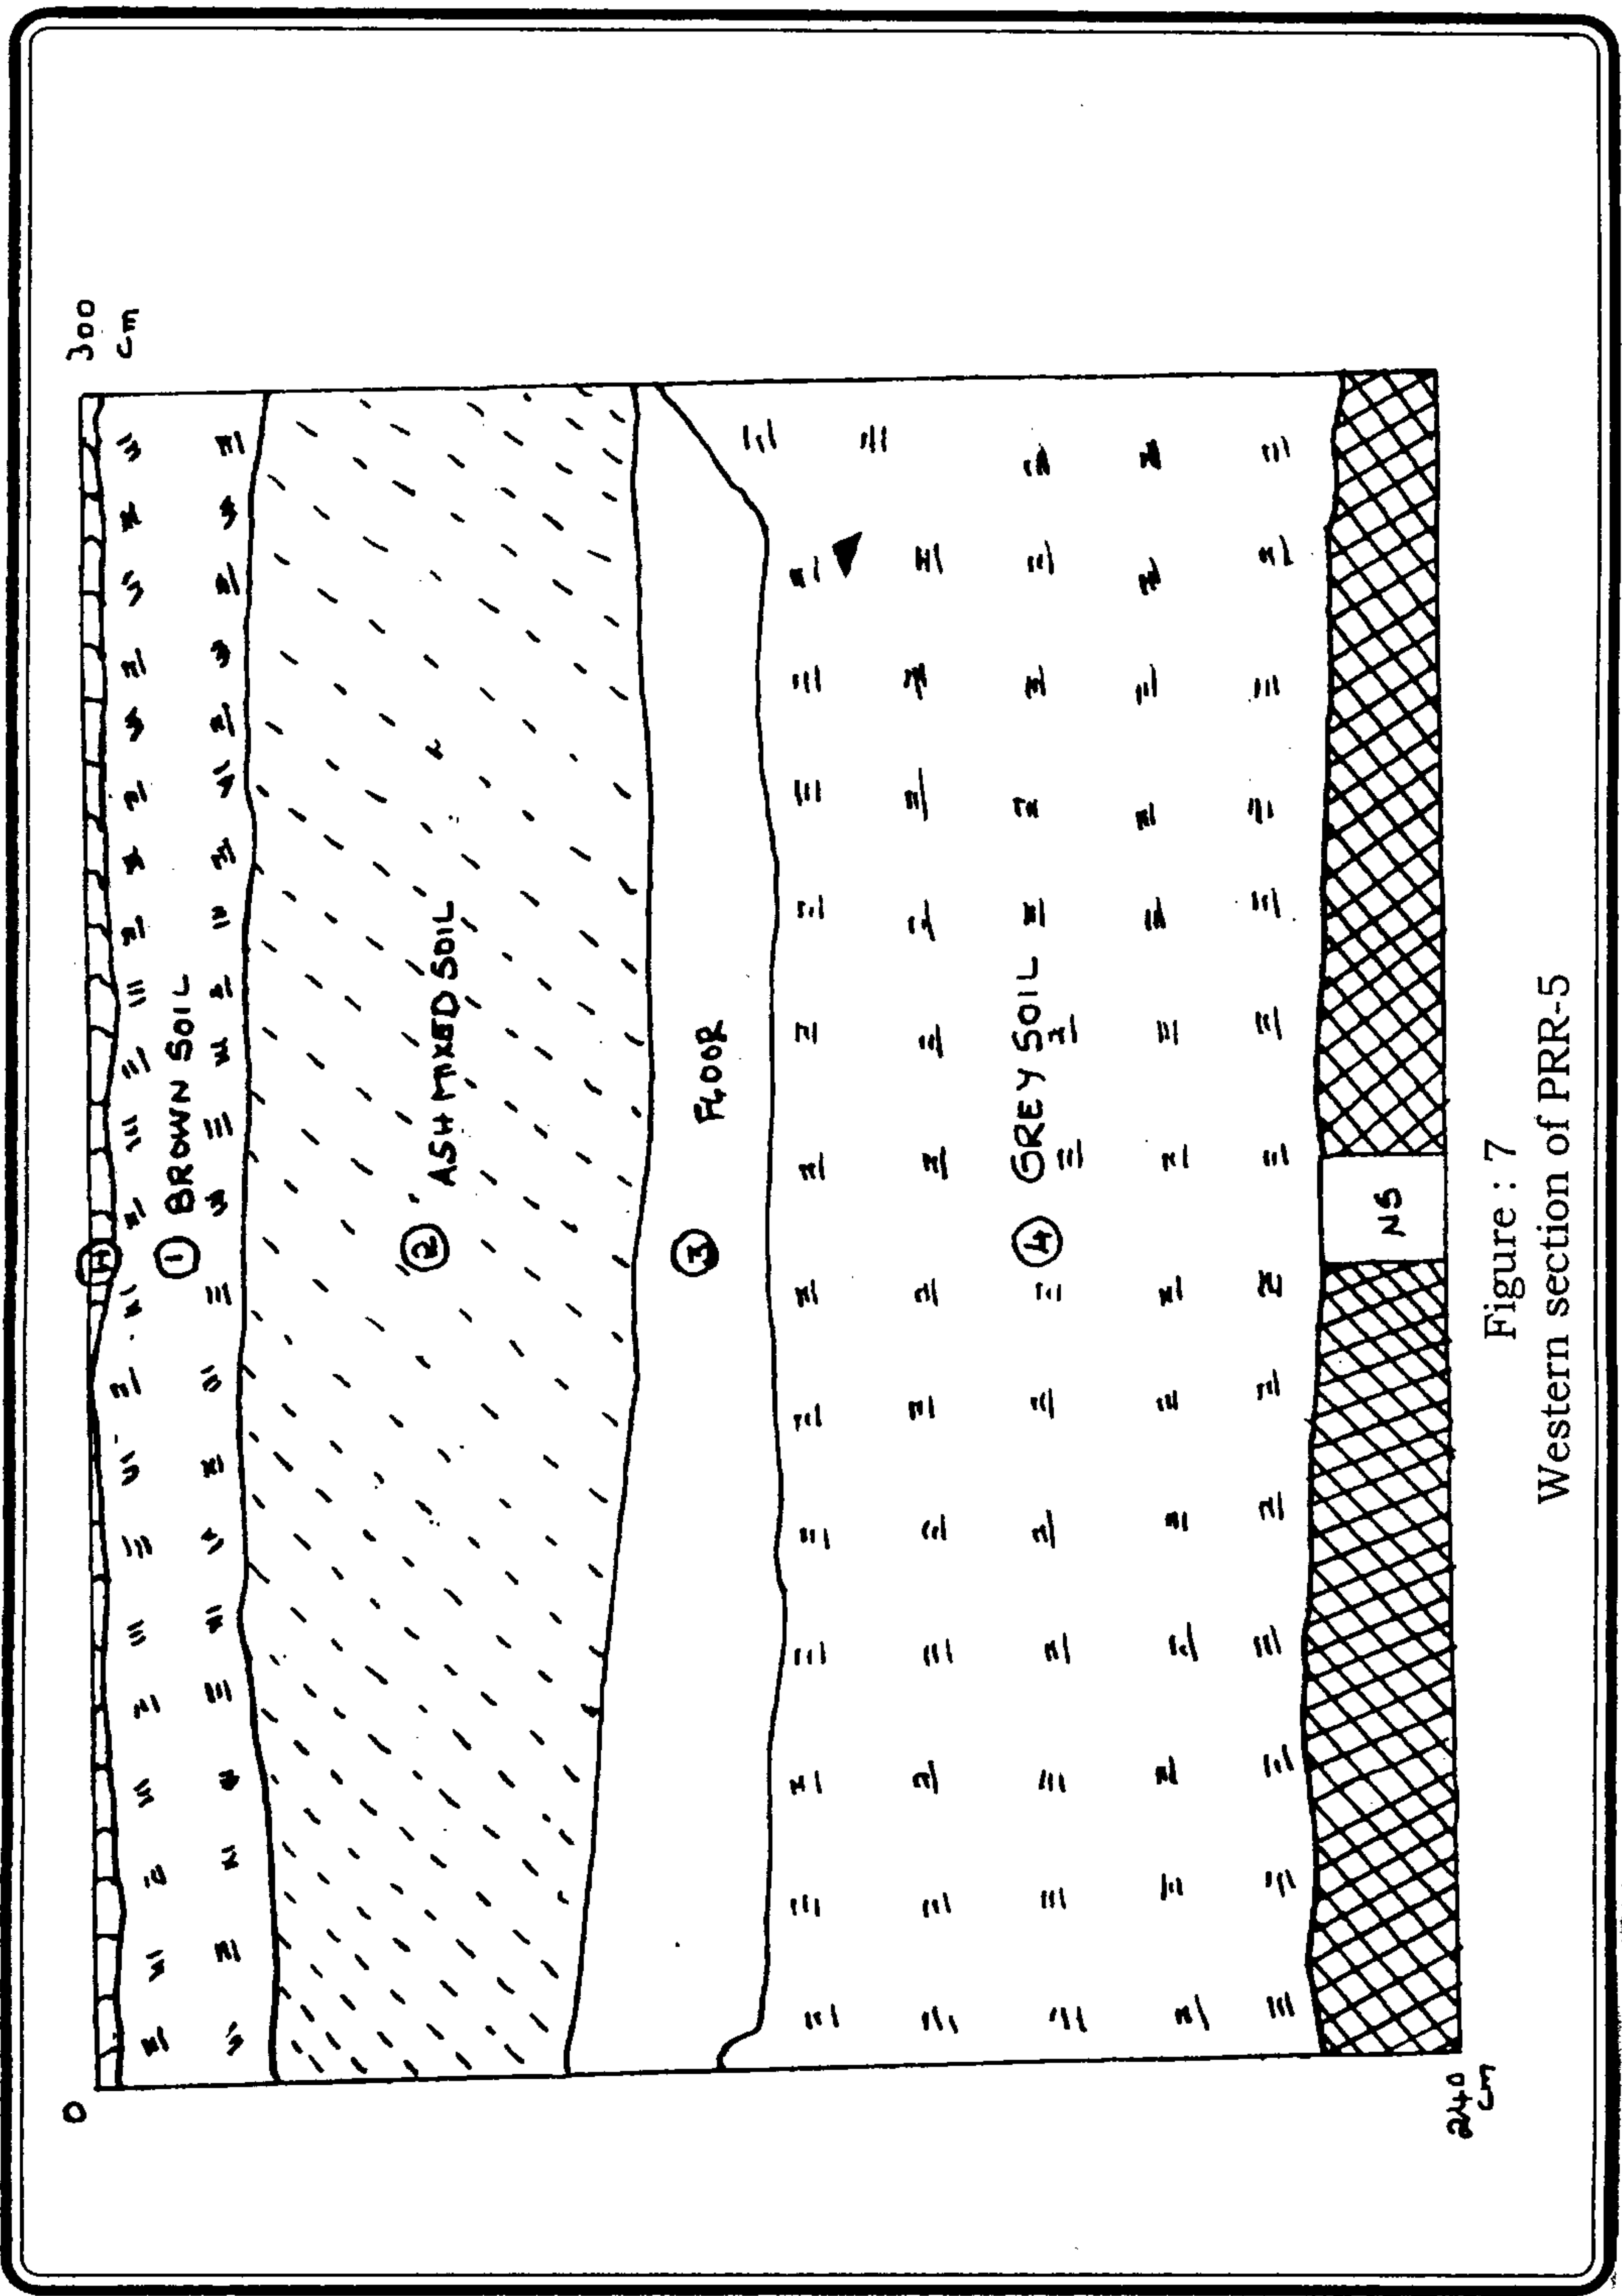 0
300
cm
H
1 BROWN SOIL
2 ASH MIXED SOIL
3 FLOOR
4 GREY SOIL
NS
240
cm
Figure : 7
Western section of PRR-5